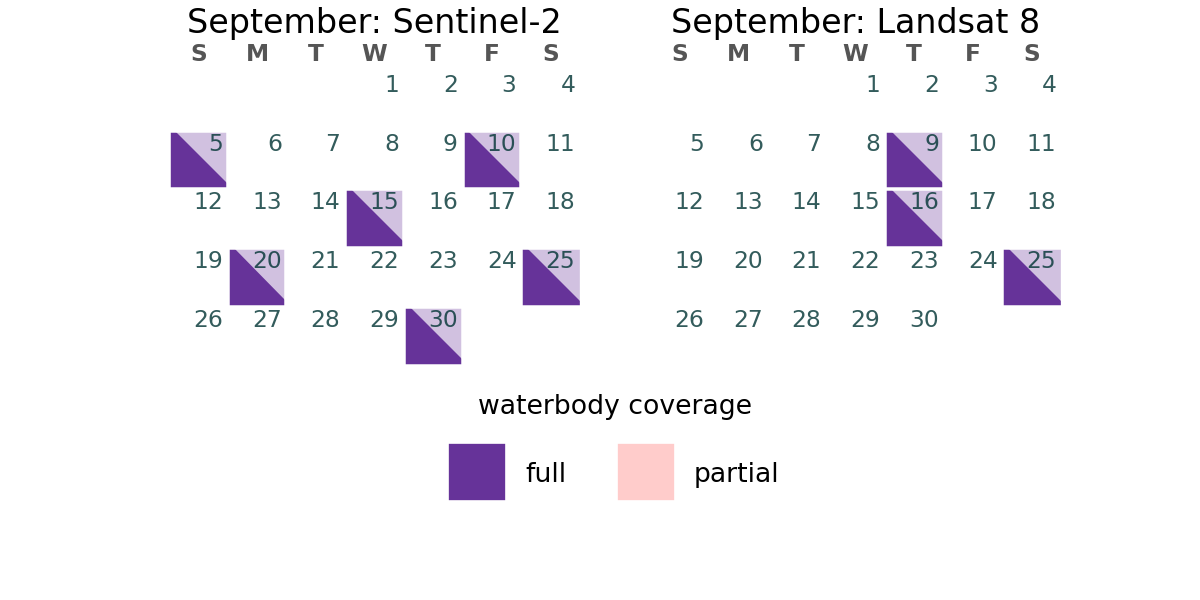 September: Sentinel-2
S M T W T F S
1 2 3 4
5 6 7 8 9 10 11
12 13 14 15 16 17 18
19 20 21 22 23 24 25
26 27 28 29 30
September: Landsat 8
S M T W T F S
1 2 3 4
5 6 7 8 9 10 11
12 13 14 15 16 17 18
19 20 21 22 23 24 25
26 27 28 29 30
waterbody coverage
full partial